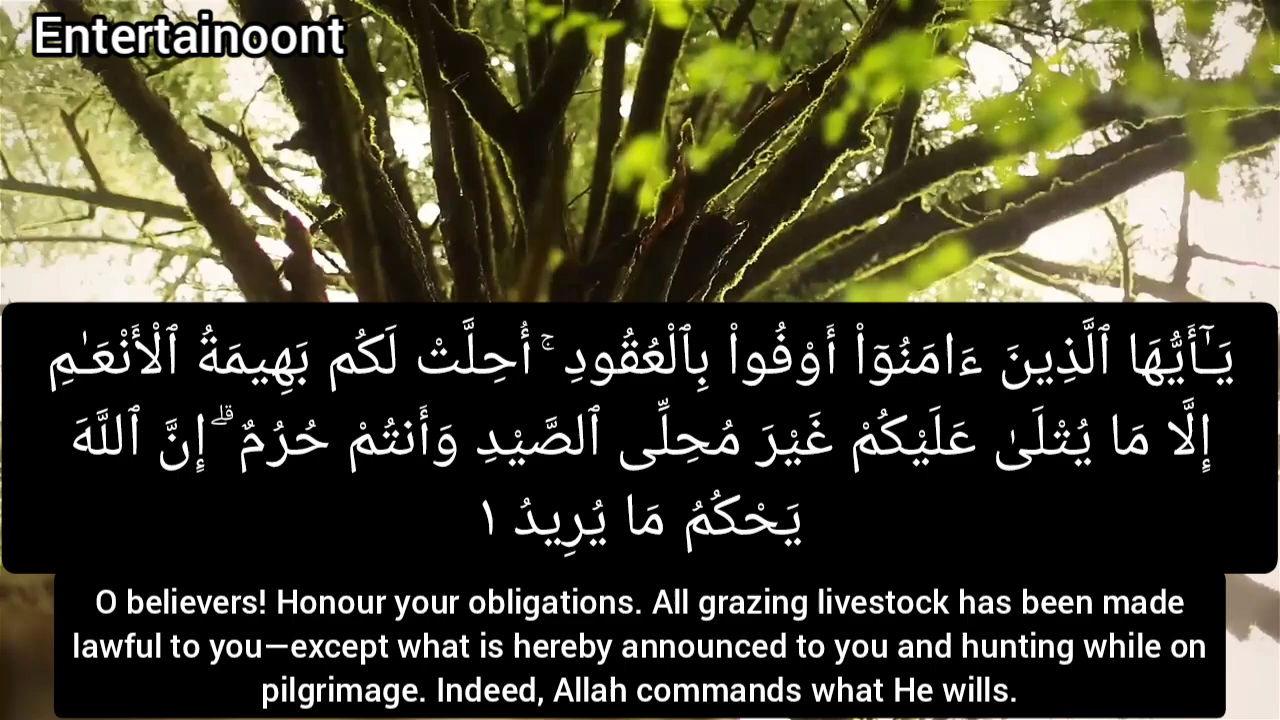 Entertainoont
يَـٰٓأَيُّهَا ٱلَّذِينَ ءَامَنُوٓا۟ أَوْفُوا۟ بِٱلْعُقُودِ ۚ أُحِلَّتْ لَكُم بَهِيمَةُ ٱلْأَنْعَـٰمِ
إِلَّا مَا يُتْلَىٰ عَلَيْكُمْ غَيْرَ مُحِلِّى ٱلصَّيْدِ وَأَنتُمْ حُرُمٌ ۗ إِنَّ ٱللَّهَ
يَحْكُمُ مَا يُرِيدُ ١
O believers! Honour your obligations. All grazing livestock has been made
lawful to you—except what is hereby announced to you and hunting while on
pilgrimage. Indeed, Allah commands what He wills.